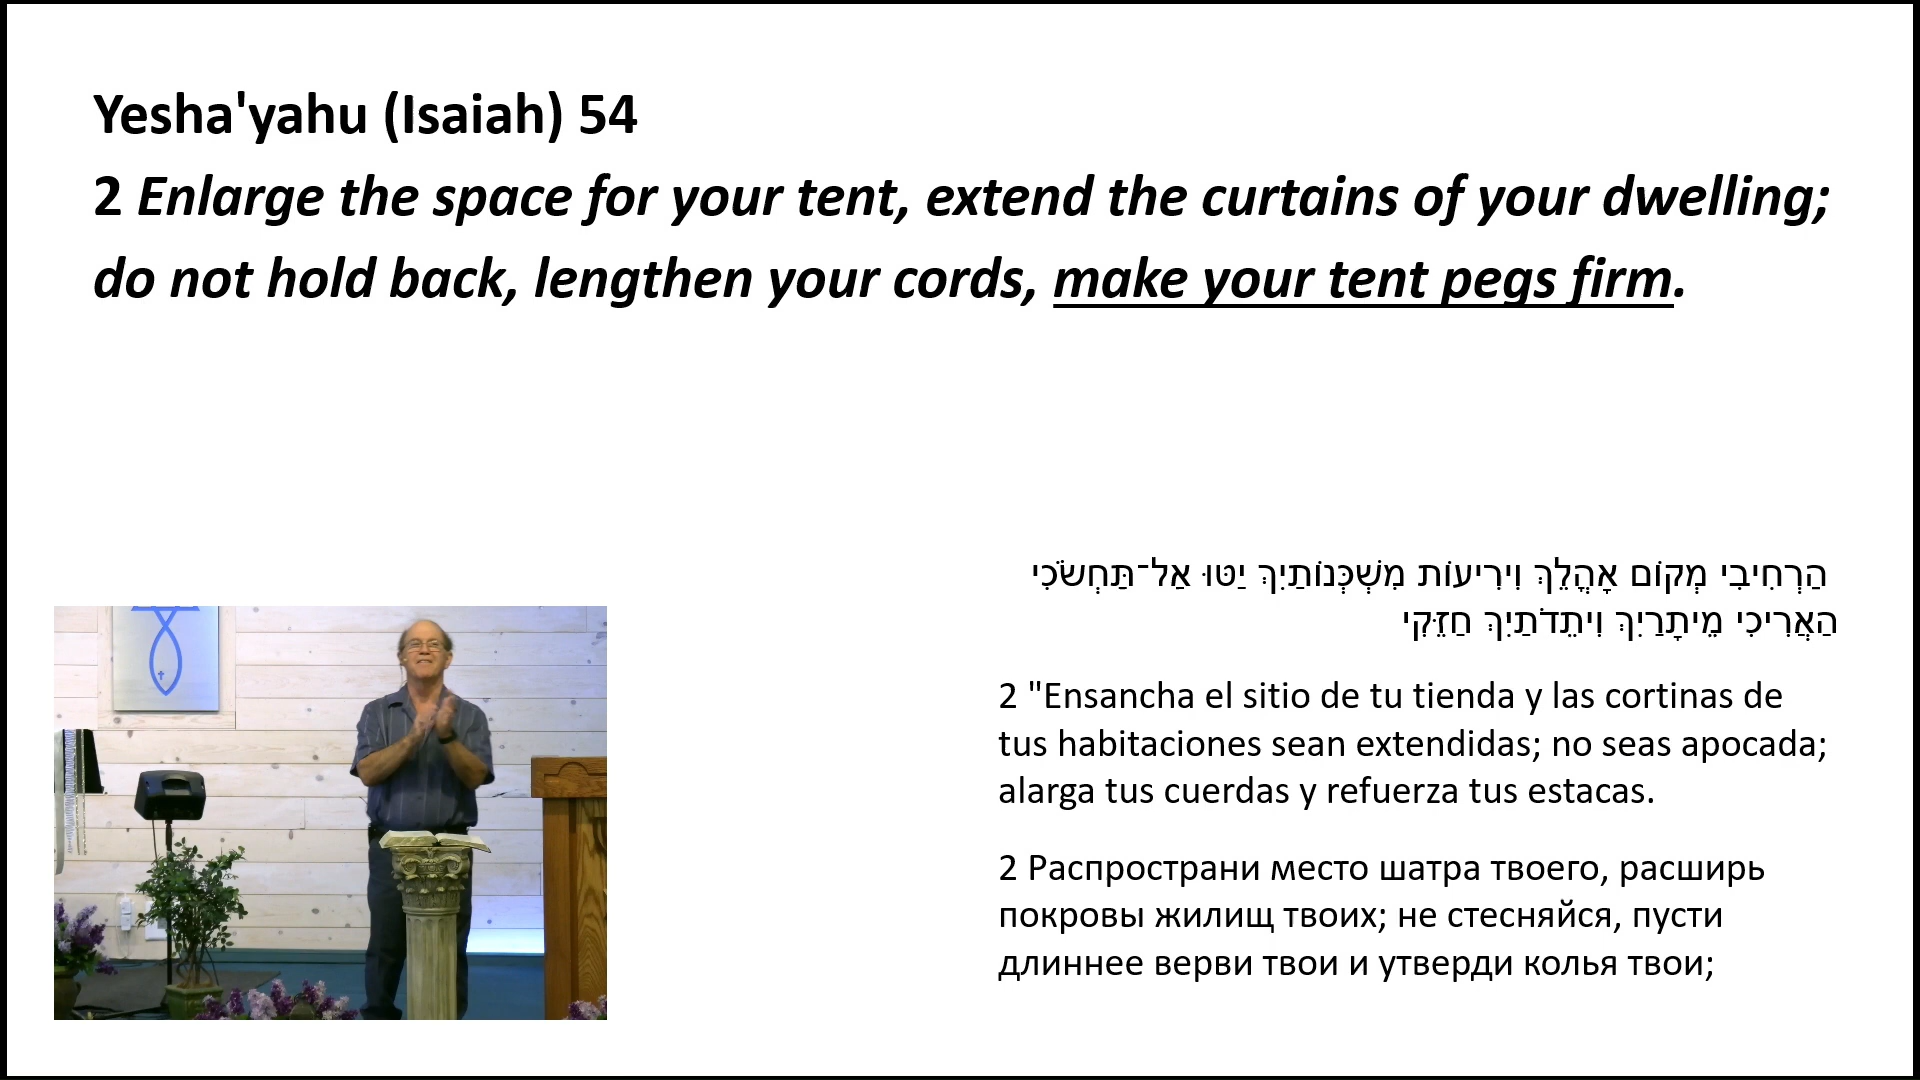 Yesha'yahu (Isaiah) 54
2 Enlarge the space for your tent, extend the curtains of your dwelling;
do not hold back, lengthen your cords, make your tent pegs firm.
הַרְחִיבִי מְקוֹם אָהֳלֵךְ וִירִיעוֹת מִשְׁכְּנוֹתַיִךְ יַטּוּ אַל־תַּחְשֹׂכִי
הַאֲרִיכִי מֵיתָרַיִךְ וִיתֵדֹתַיִךְ חַזֵּקִי
2 "Ensancha el sitio de tu tienda y las cortinas de
tus habitaciones sean extendidas; no seas apocada;
alarga tus cuerdas y refuerza tus estacas.
2 Распространи место шатра твоего, расширь
покровы жилищ твоих; не стесняйся, пусти
длиннее верви твои и утверди колья твои;